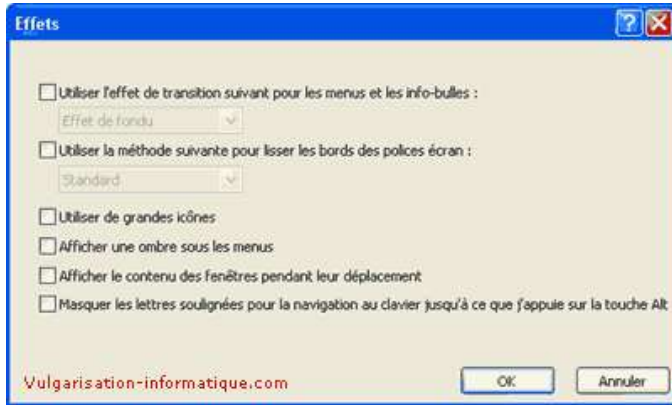 Effets
?
X
Utiliser l'effet de transition suivant pour les menus et les info-bulles :
Effet de fondu
Utiliser la méthode suivante pour lisser les bords des polices écran :
Standard
Utiliser de grandes icônes
Afficher une ombre sous les menus
Afficher le contenu des fenêtres pendant leur déplacement
Masquer les lettres soulignées pour la navigation au clavier jusqu'à ce que j'appuie sur la touche Alt
Vulgarisation-informatique.com
OK
Annuler